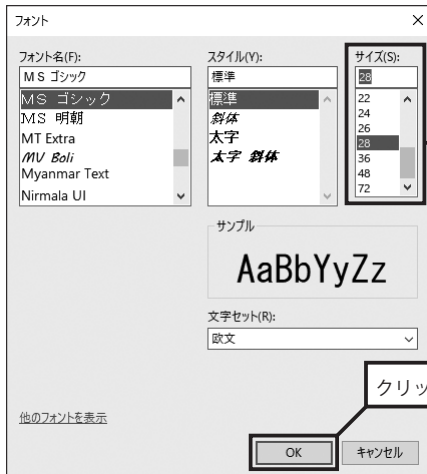 フォント
フォント名(F):
MS ゴシック
MS ゴシック
MS 明朝
MT Extra
MV Boli
Myanmar Text
Nirmala UI
スタイル(Y):
標準
標準
斜体
太字
太字 斜体
サイズ(S):
28
22
24
26
28
36
48
72
サンプル
AaBbYyZz
文字セット(R):
欧文
クリッ
他のフォントを表示
OK
キャンセル